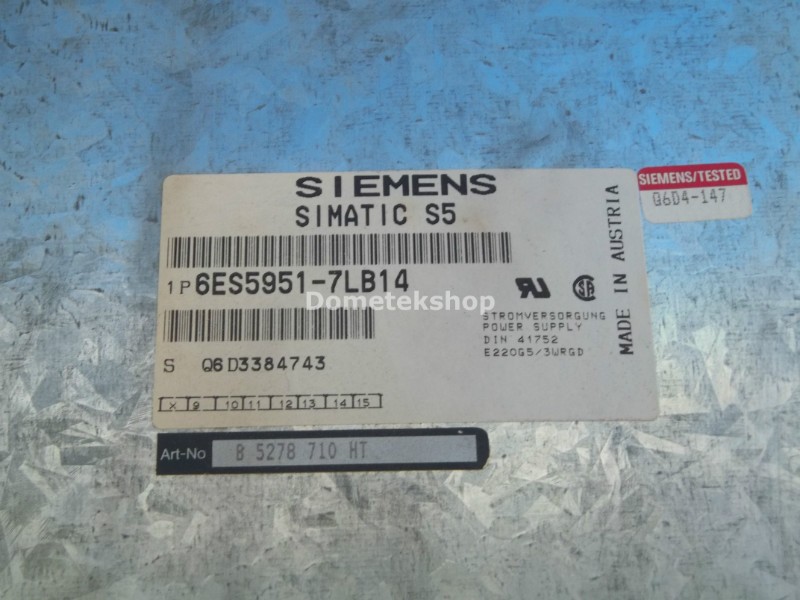 SIEMENS
SIMATIC S5
1P 6ES5951-7LB14
S Q6D3384743
X 9 10 11 12 13 14 15
STROMVERSORGUNG
POWER SUPPLY
DIN 41752
E220G5/3WRGD
MADE IN AUSTRIA
SIEMENS/TESTED
Q6D4-147
Art-No B 5278 710 HT
Dometekshop